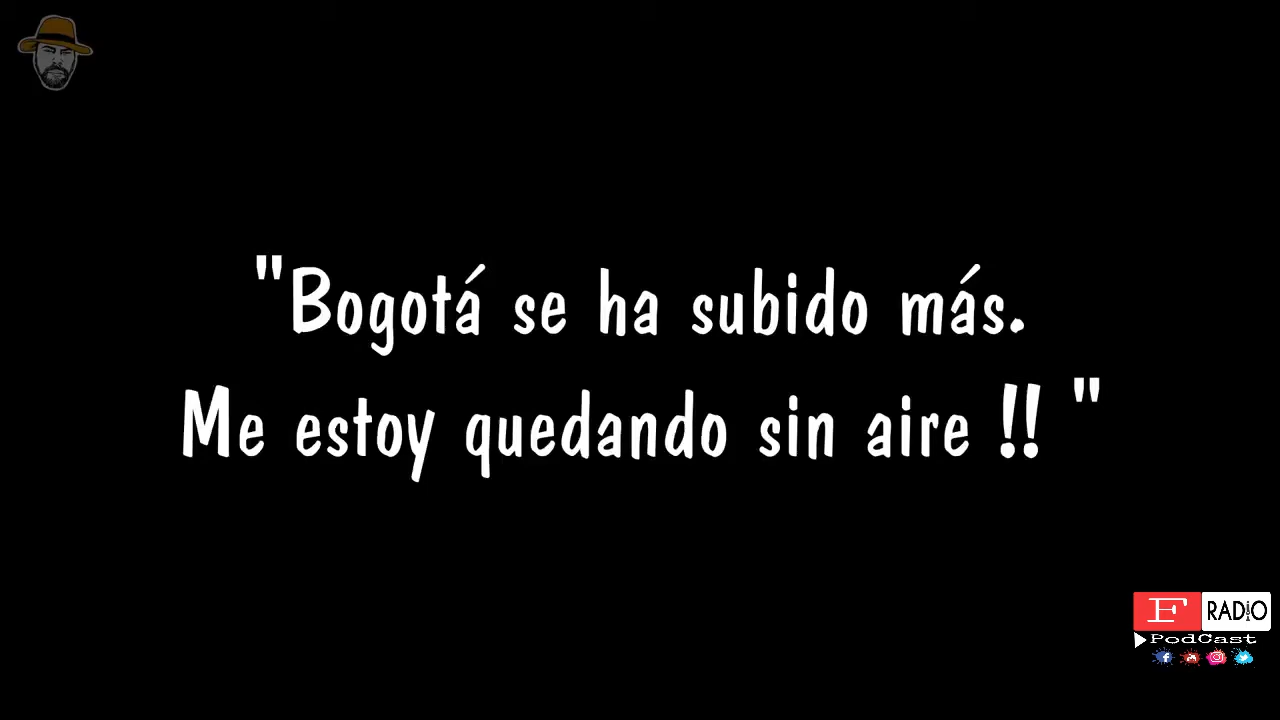 "Bogotá se ha subido más.
Me estoy quedando sin aire !! "
F RADIO
PodCast